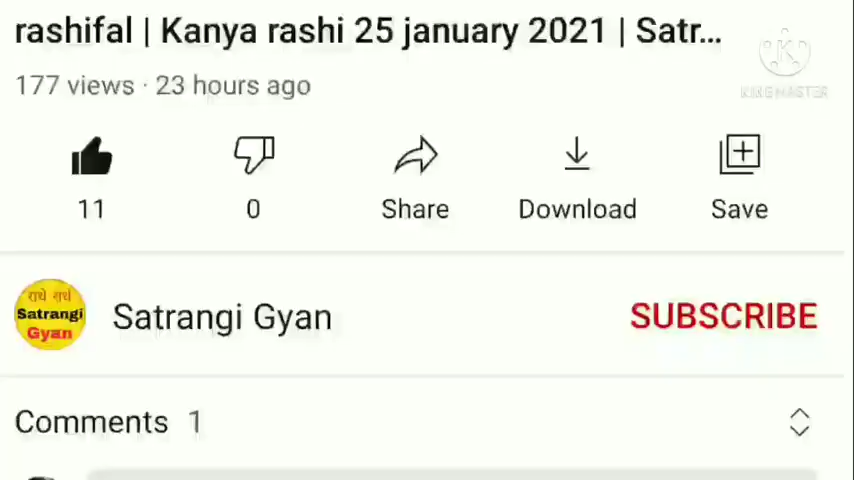 rashifal | Kanya rashi 25 january 2021 | Satr...
KINEMASTER
177 views · 23 hours ago
11
0
Share
Download
Save
राधे राधे
Satrangi
Gyan
Satrangi Gyan
SUBSCRIBE
Comments 1